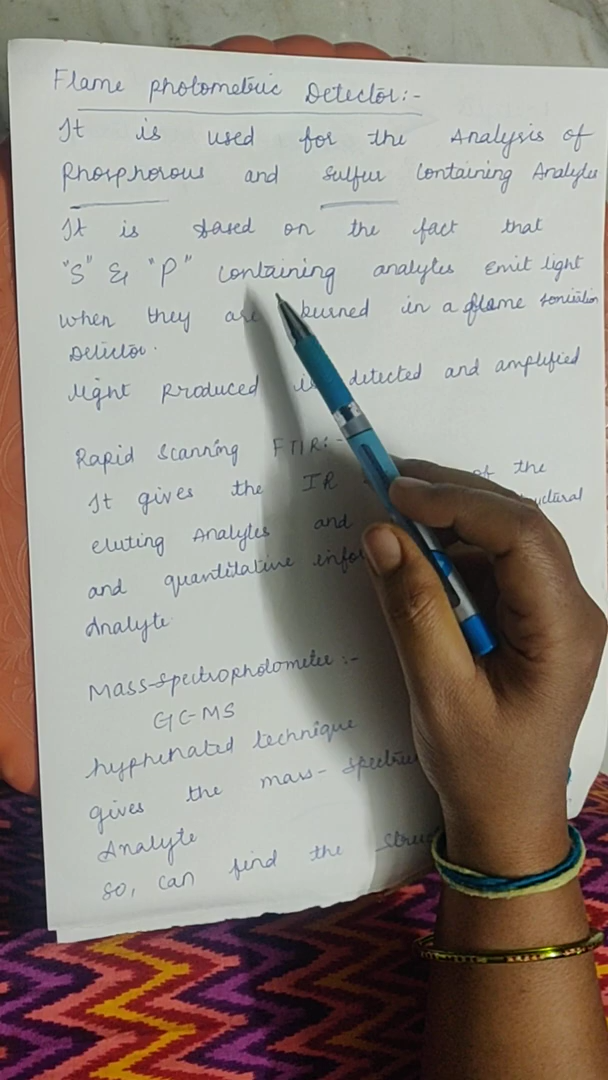 Flame photometric Detector:-
It is used for the Analysis of
Phosphorous and sulfur Containing Analytes
It is based on the fact that
"S" & "P" containing analytes emit light
when they are burned in a flame Ionisation
Detector.
light Produced is detected and amplified
Rapid Scanning FTIR:-
It gives the IR of the
eluting Analytes and
and quantitative
Analyte
Mass-Spectrophotometer:-
GC-MS
hyphenated technique
gives the mass-
Analyte
so, can find the